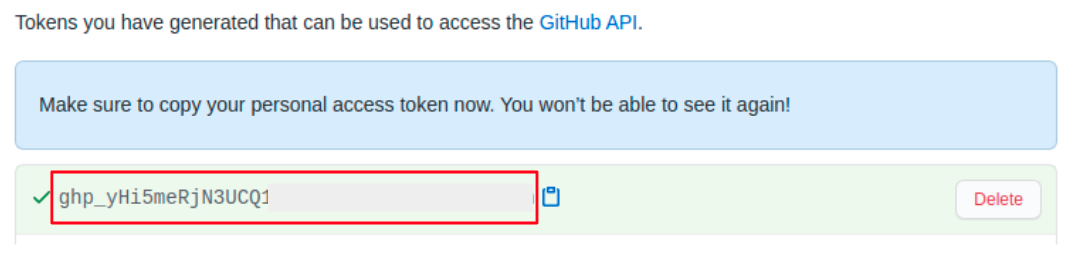 Tokens you have generated that can be used to access the GitHub API.
Make sure to copy your personal access token now. You won't be able to see it again!
ghp_yHi5meRjN3UCQ1
Delete